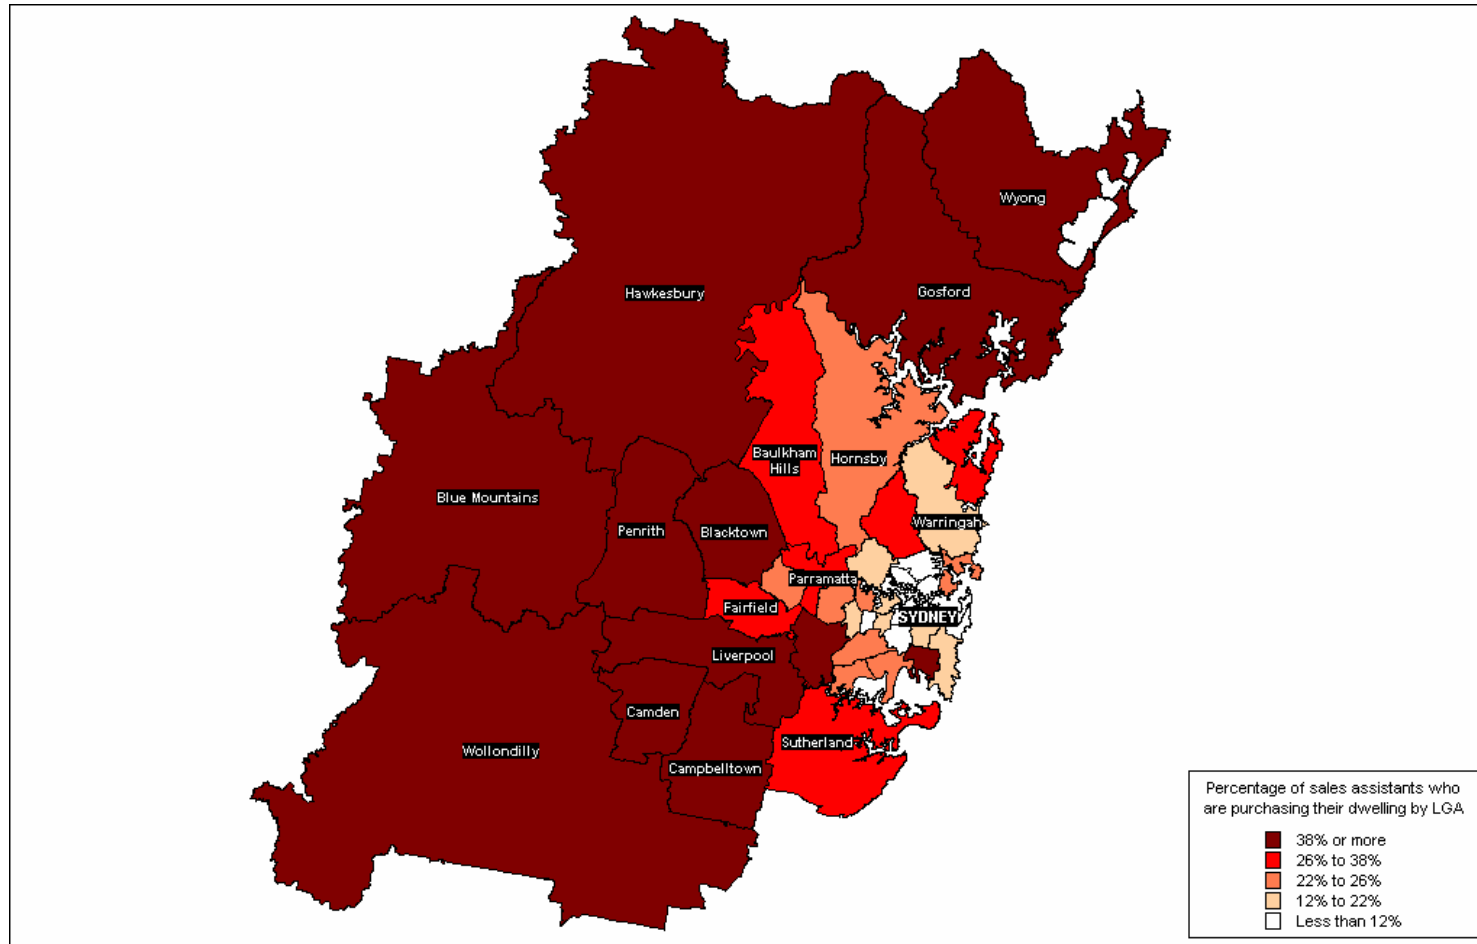 Wyong
Gosford
Hawkesbury
Baulkham
Hills
Hornsby
Blue Mountains
Warringah
Penrith
Blacktown
Parramatta
Fairfield
SYDNEY
Liverpool
Camden
Sutherland
Wollondilly
Campbelltown
Percentage of sales assistants who
are purchasing their dwelling by LGA
38% or more
26% to 38%
22% to 26%
12% to 22%
Less than 12%